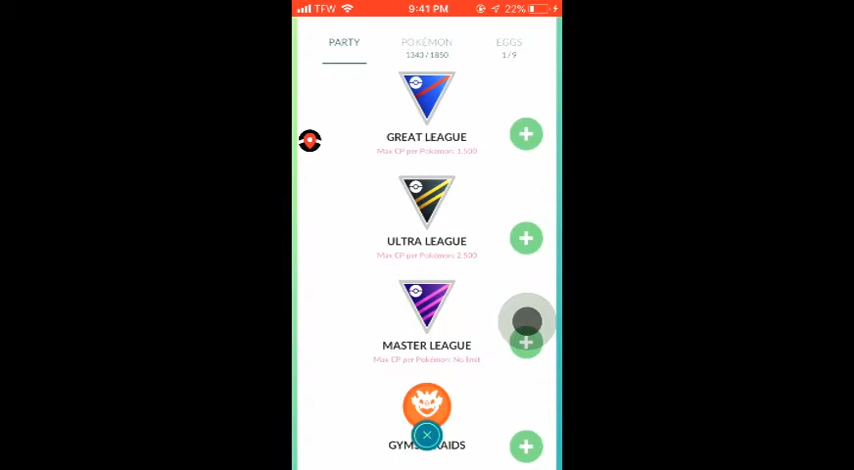 TFW 9:41 PM 22%
PARTY POKÉMON EGGS
1343 / 1850 1 / 9
GREAT LEAGUE
Max CP per Pokémon: 1,500
ULTRA LEAGUE
Max CP per Pokémon: 2,500
MASTER LEAGUE
Max CP per Pokémon: No limit
GYMS RAIDS